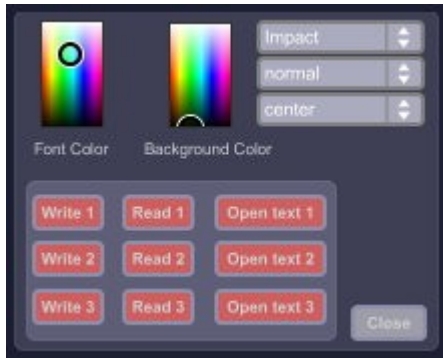 Impact
normal
center
Font Color Background Color
Write 1 Read 1 Open text 1
Write 2 Read 2 Open text 2
Write 3 Read 3 Open text 3
Close